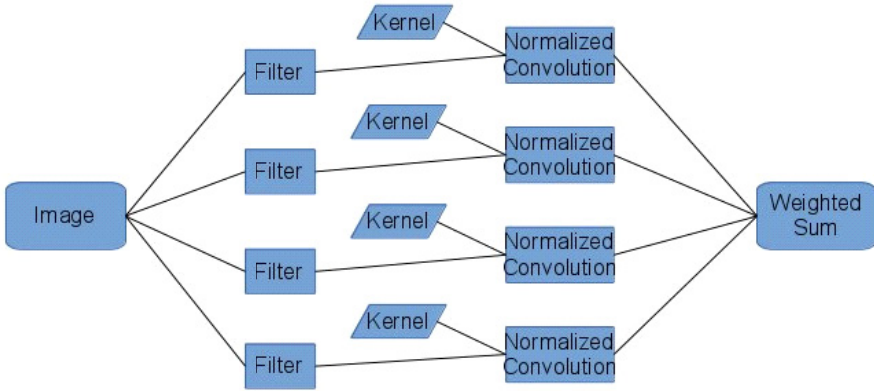 Kernel
Normalized
Convolution
Filter
Kernel
Normalized
Convolution
Filter
Image
Weighted
Sum
Kernel
Normalized
Convolution
Filter
Kernel
Normalized
Convolution
Filter